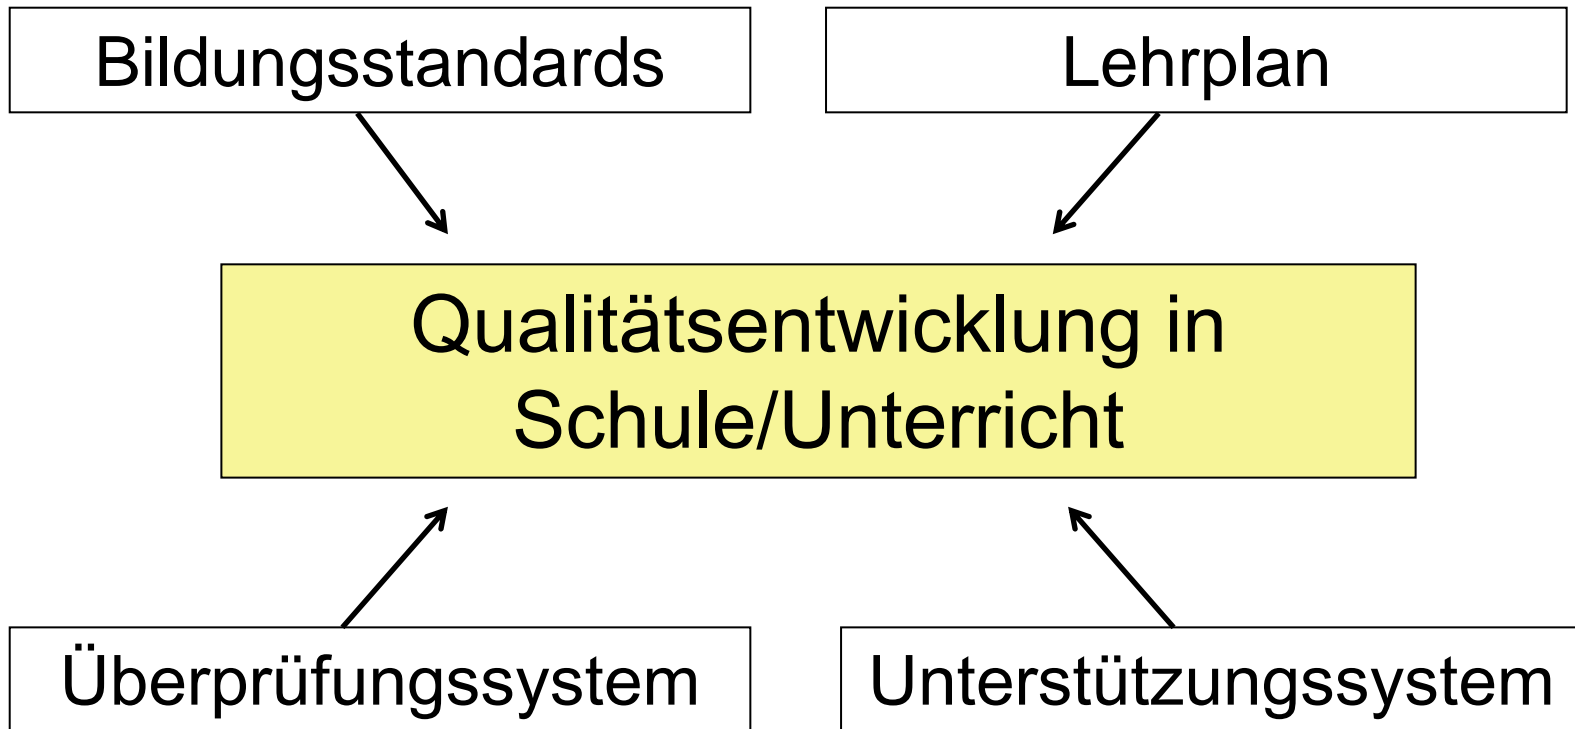 Bildungsstandards
Lehrplan
Qualitätsentwicklung in
Schule/Unterricht
Überprüfungssystem
Unterstützungssystem